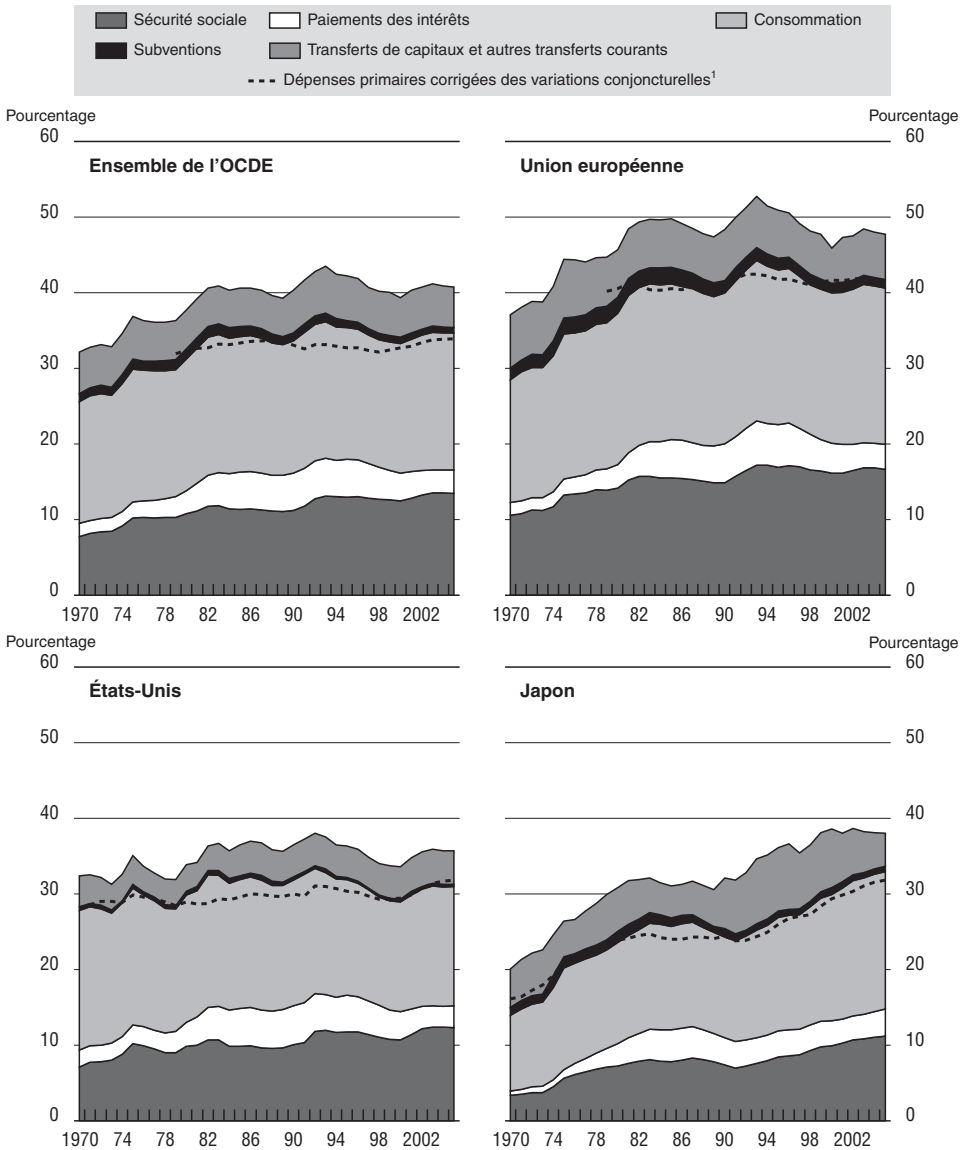 Sécurité sociale Paiements des intérêts Consommation
Subventions Transferts de capitaux et autres transferts courants
Dépenses primaires corrigées des variations conjoncturelles1
Pourcentage Pourcentage
60 60
Ensemble de l'OCDE Union européenne
50 50
40 40
30 30
20 20
10 10
0 0
1970 74 78 82 86 90 94 98 2002 1970 74 78 82 86 90 94 98 2002
Pourcentage Pourcentage
60 60
États-Unis Japon
50 50
40 40
30 30
20 20
10 10
0 0
1970 74 78 82 86 90 94 98 2002 1970 74 78 82 86 90 94 98 2002